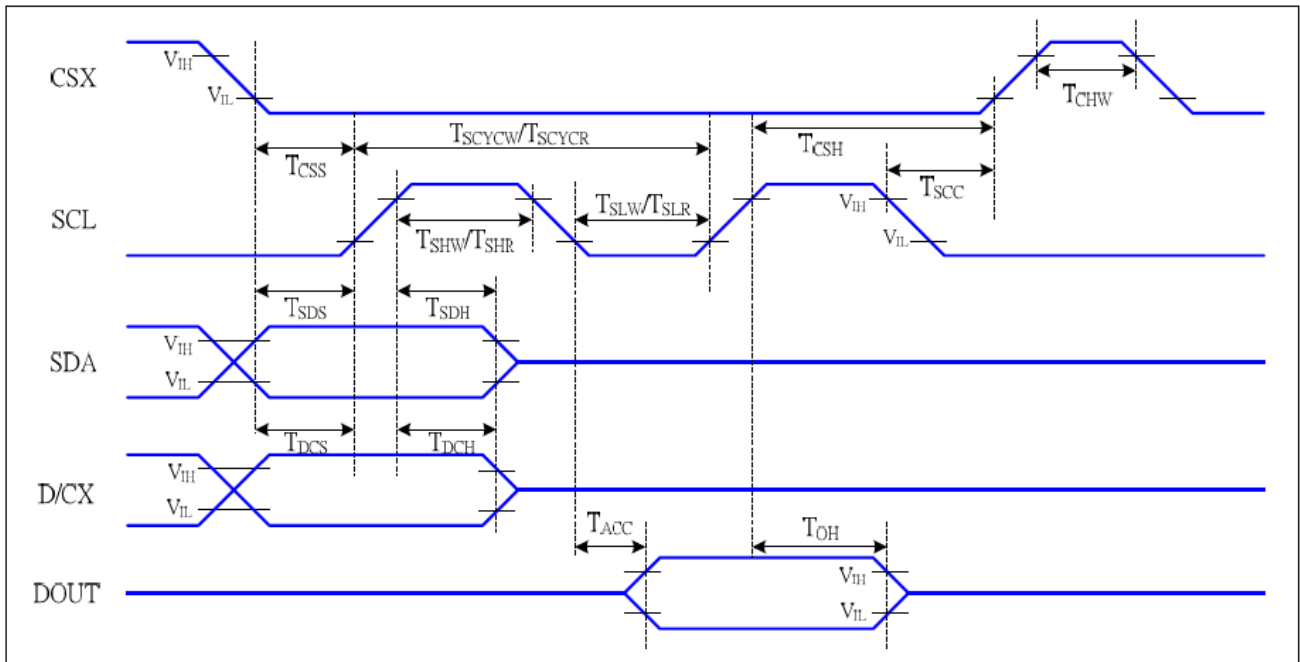 CSX
VIH
VIL
TCHW
TSCYCW/TSCYCR
TCSS
TCSH
TSCC
SCL
TSLW/TSLR
VIH
TSHW/TSHR
VIL
TSDS
TSDH
SDA
VIH
VIL
TDCS
TDCH
D/CX
VIH
VIL
TACC
TOH
DOUT
VIH
VIL